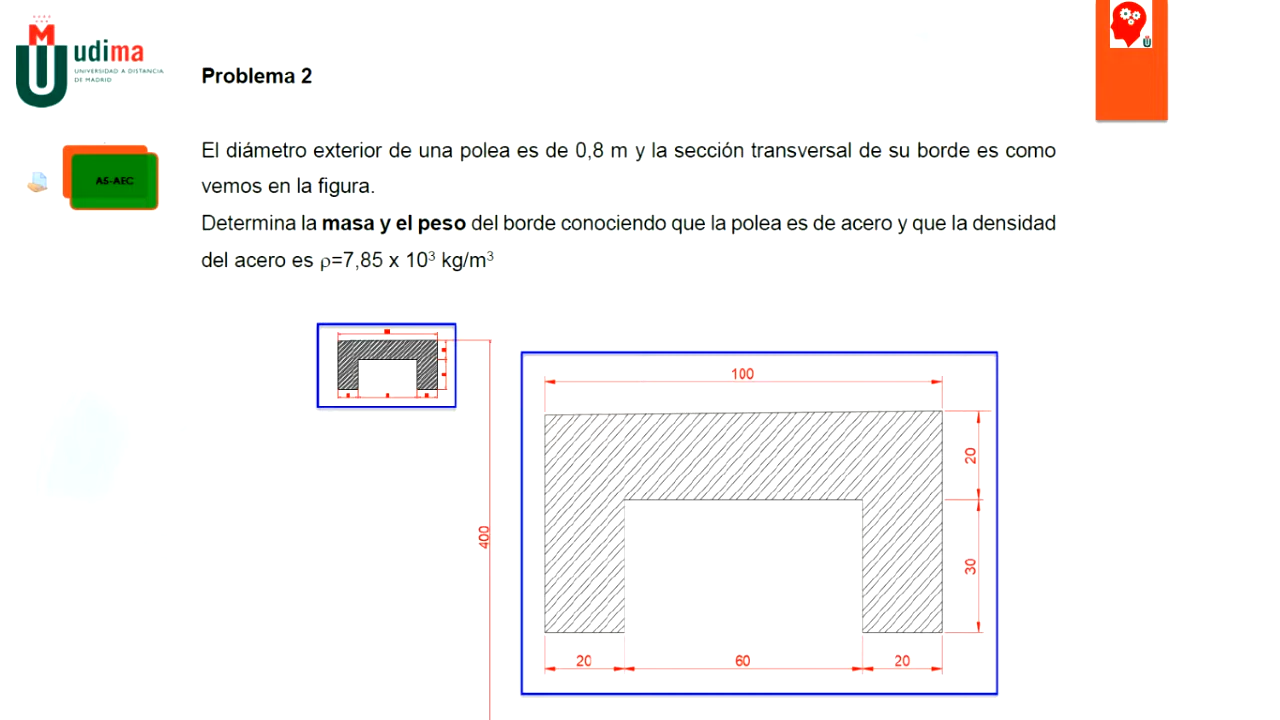 udima
UNIVERSIDAD A DISTANCIA
DE MADRID
Problema 2
El diámetro exterior de una polea es de 0,8 m y la sección transversal de su borde es como
vemos en la figura.
Determina la masa y el peso del borde conociendo que la polea es de acero y que la densidad
del acero es ρ=7,85 x 10³ kg/m³
A5-AEC
100
20
30
400
20 60 20